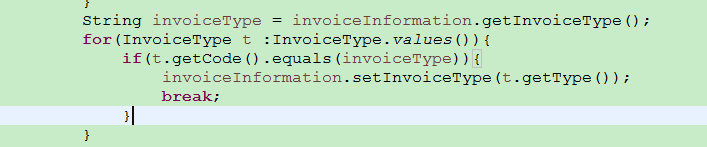 }
String invoiceType = invoiceInformation.getInvoiceType();
for(InvoiceType t :InvoiceType.values()){
if(t.getCode().equals(invoiceType)){
invoiceInformation.setInvoiceType(t.getType());
break;
}
}